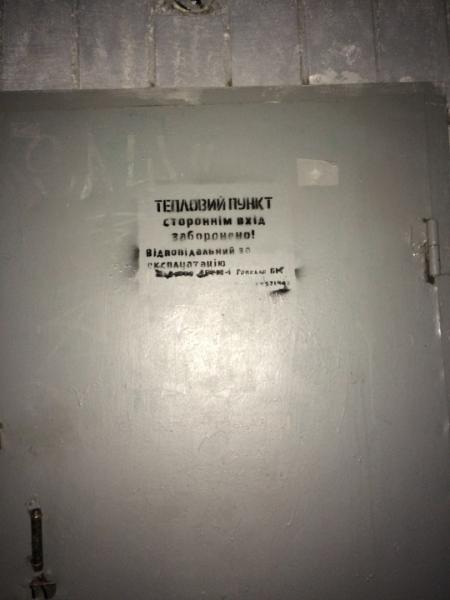 ТЕПЛОВИЙ ПУНКТ
стороннім вхід
заборонено!
Відповідальний за
експлуатацію